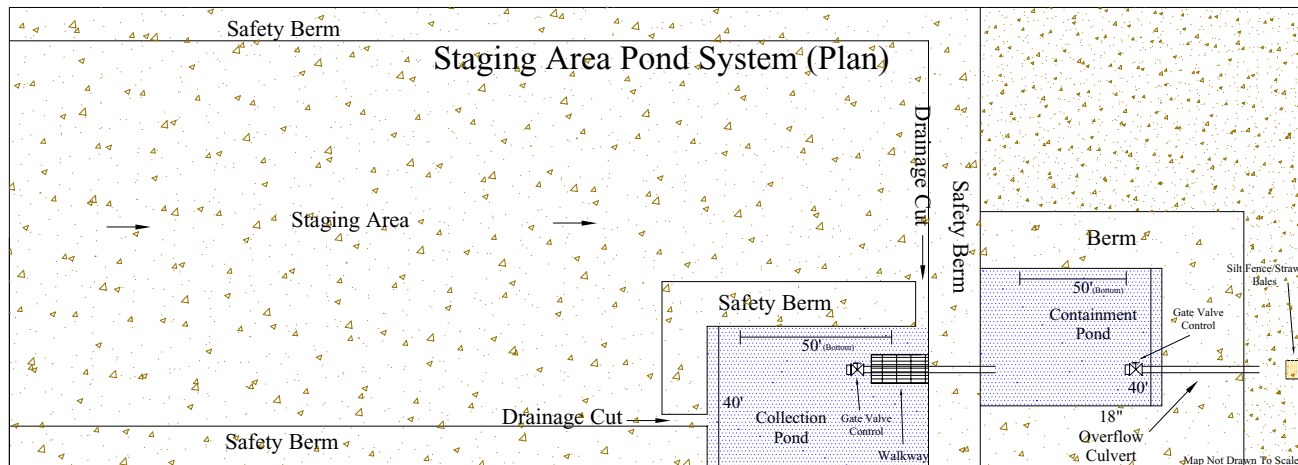 Safety Berm
Staging Area Pond System (Plan)
Drainage Cut
Safety Berm
Staging Area
Berm
Silt Fence/Straw
Bales
50' (Bottom)
Containment
Pond
Gate Valve
Control
Safety Berm
50' (Bottom)
40'
40'
Drainage Cut
Collection
Pond
Gate Valve
Control
18"
Overflow
Culvert
Safety Berm
Walkway
Map Not Drawn To Scale